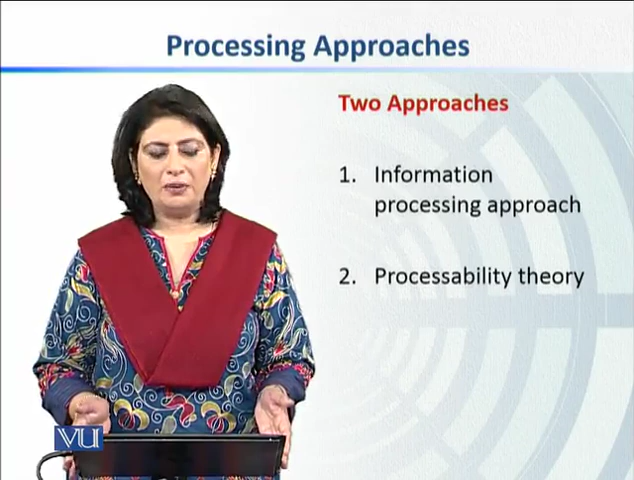 Processing Approaches
Two Approaches
1. Information
processing approach
2. Processability theory
VU